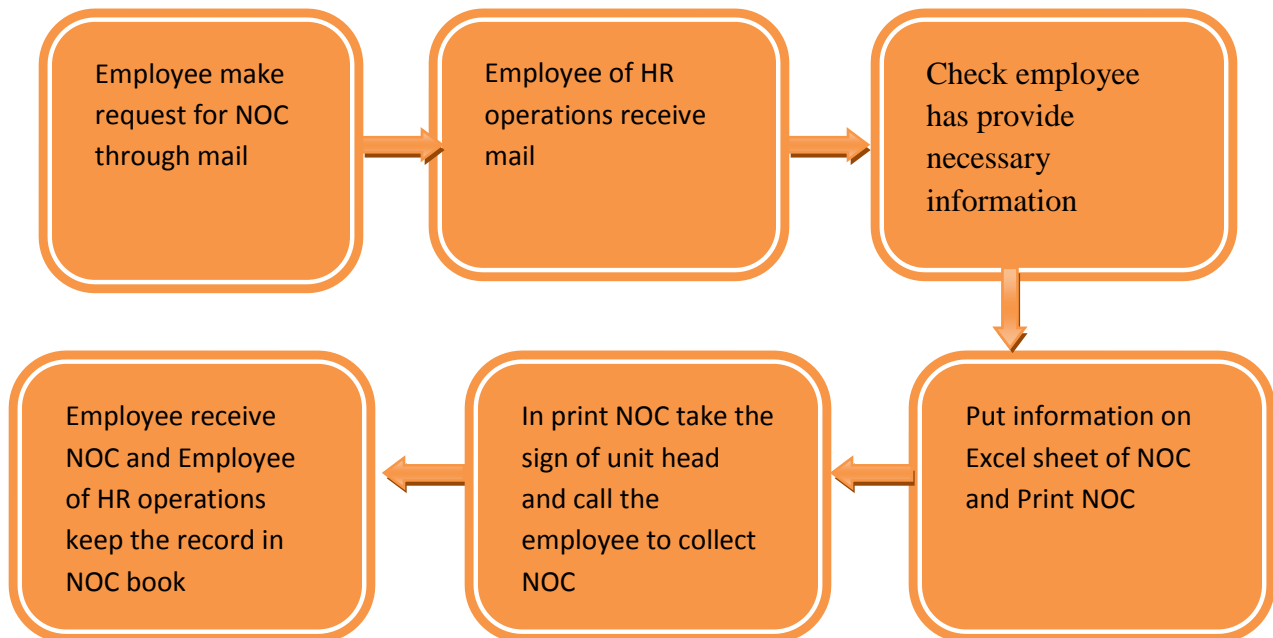 Employee make
request for NOC
through mail
Employee of HR
operations receive
mail
Check employee
has provide
necessary
information
Put information on
Excel sheet of NOC
and Print NOC
In print NOC take the
sign of unit head
and call the
employee to collect
NOC
Employee receive
NOC and Employee
of HR operations
keep the record in
NOC book